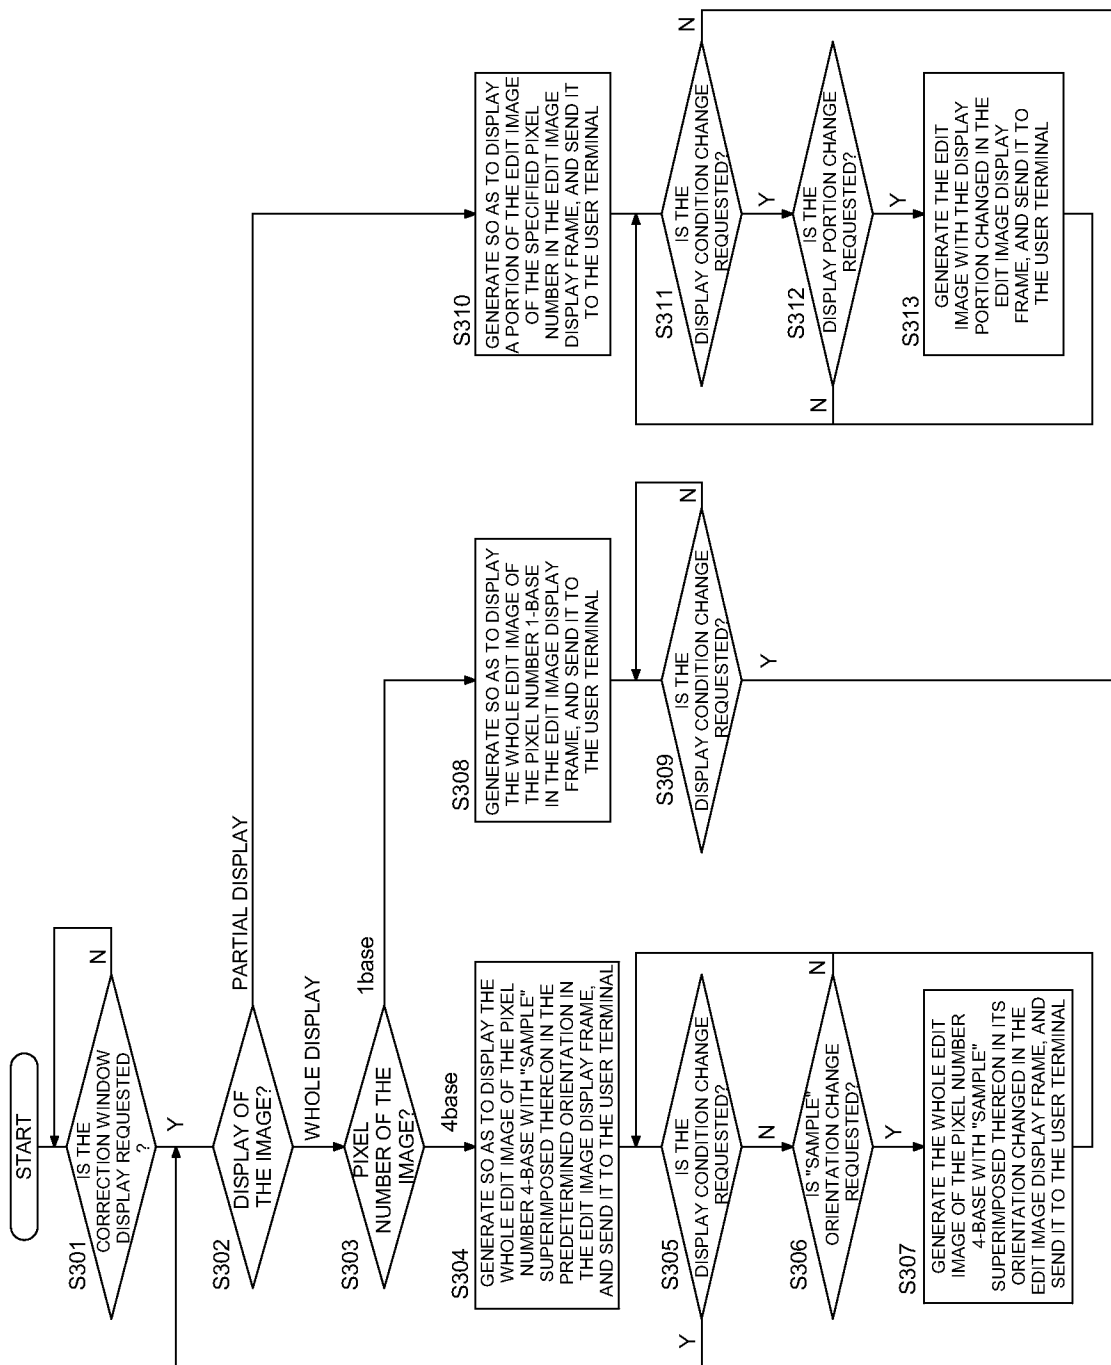 START
S301
IS THE
CORRECTION WINDOW
DISPLAY REQUESTED
?
N
Y
S302
DISPLAY OF
THE IMAGE?
PARTIAL DISPLAY
WHOLE DISPLAY
S303
PIXEL
NUMBER OF THE
IMAGE?
1base
4base
S304
GENERATE SO AS TO DISPLAY THE
WHOLE EDIT IMAGE OF THE PIXEL
NUMBER 4-BASE WITH "SAMPLE"
SUPERIMPOSED THEREON IN THE
PREDETERMINED ORIENTATION IN
THE EDIT IMAGE DISPLAY FRAME,
AND SEND IT TO THE USER TERMINAL
S305
IS THE
DISPLAY CONDITION CHANGE
REQUESTED?
Y
N
S306
IS "SAMPLE"
ORIENTATION CHANGE
REQUESTED?
N
Y
S307
GENERATE THE WHOLE EDIT
IMAGE OF THE PIXEL NUMBER
4-BASE WITH "SAMPLE"
SUPERIMPOSED THEREON IN ITS
ORIENTATION CHANGED IN THE
EDIT IMAGE DISPLAY FRAME, AND
SEND IT TO THE USER TERMINAL
S308
GENERATE SO AS TO DISPLAY
THE WHOLE EDIT IMAGE OF
THE PIXEL NUMBER 1-BASE
IN THE EDIT IMAGE DISPLAY
FRAME, AND SEND IT TO
THE USER TERMINAL
S309
IS THE
DISPLAY CONDITION CHANGE
REQUESTED?
N
Y
S310
GENERATE SO AS TO DISPLAY
A PORTION OF THE EDIT IMAGE
OF THE SPECIFIED PIXEL
NUMBER IN THE EDIT IMAGE
DISPLAY FRAME, AND SEND IT
TO THE USER TERMINAL
S311
IS THE
DISPLAY CONDITION CHANGE
REQUESTED?
N
Y
S312
IS THE
DISPLAY PORTION CHANGE
REQUESTED?
N
Y
S313
GENERATE THE EDIT
IMAGE WITH THE DISPLAY
PORTION CHANGED IN THE
EDIT IMAGE DISPLAY
FRAME, AND SEND IT TO
THE USER TERMINAL